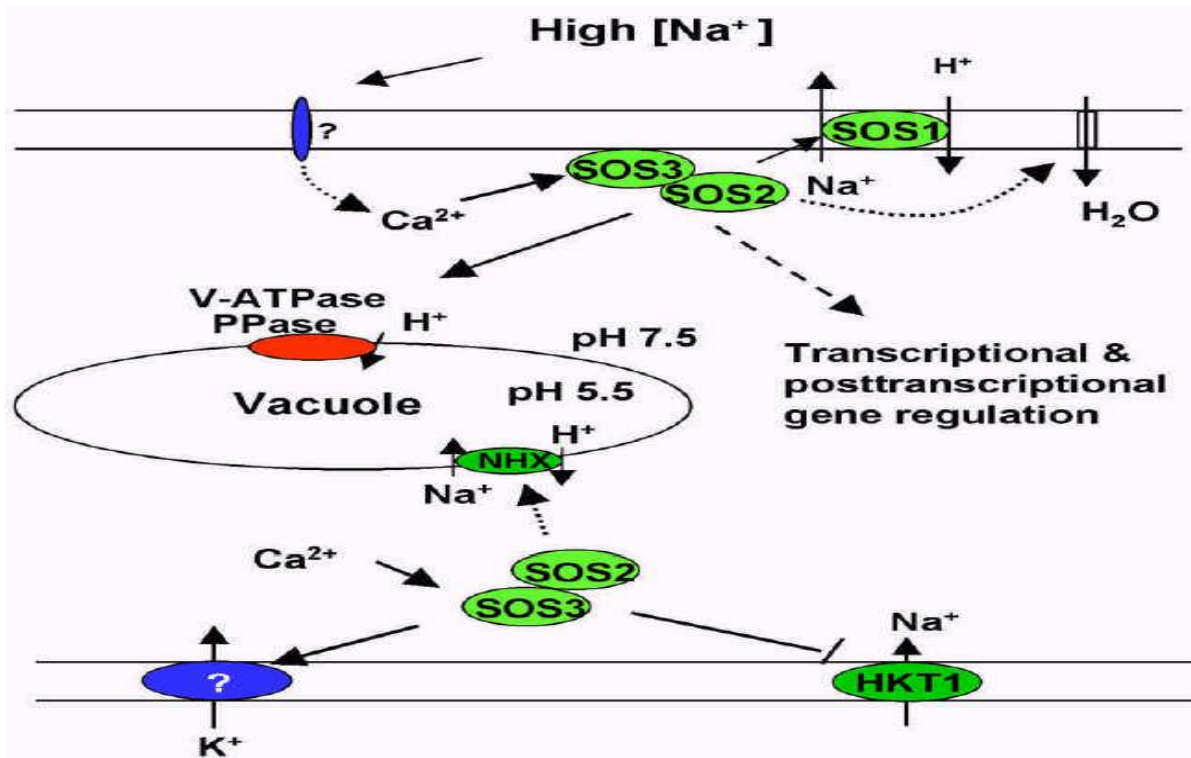 High [Na⁺]
H⁺
?
SOS1
SOS3
SOS2
Na⁺
Ca²⁺
H₂O
V-ATPase
PPase
H⁺
pH 7.5
Transcriptional &
posttranscriptional
gene regulation
Vacuole
pH 5.5
H⁺
NHX
Na⁺
Ca²⁺
SOS2
SOS3
Na⁺
?
HKT1
K⁺